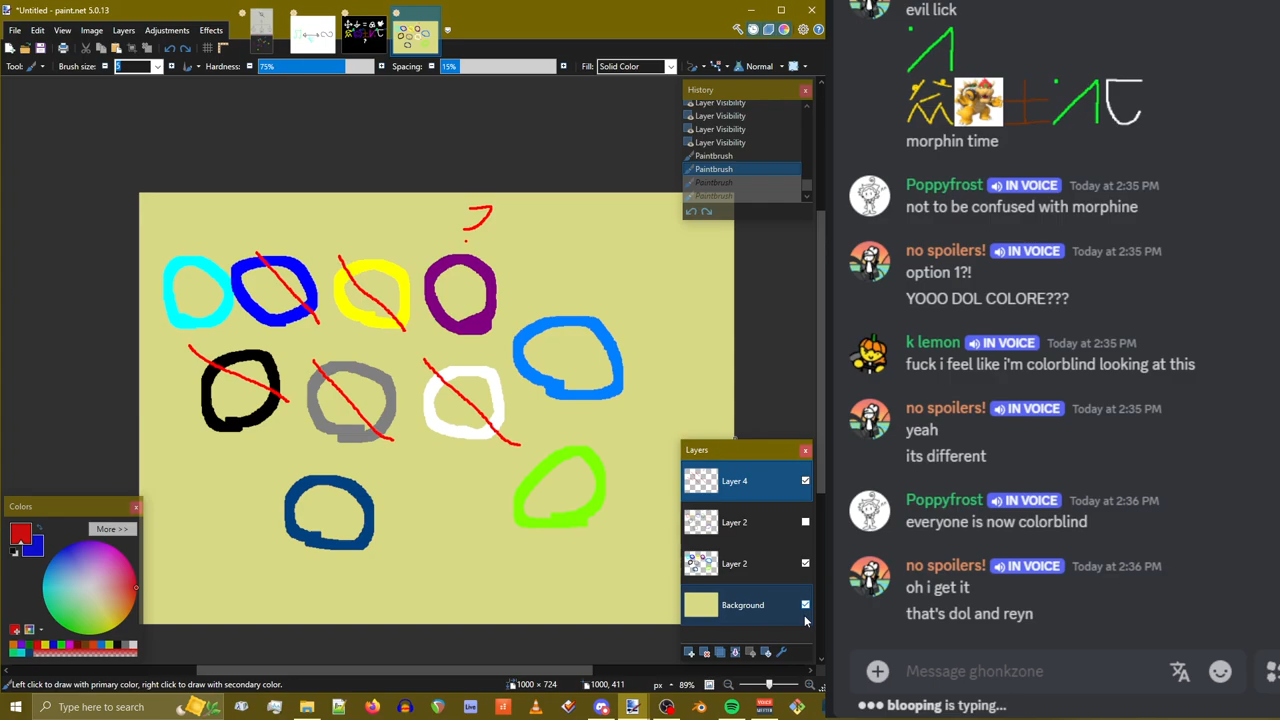 *Untitled - paint.net 5.0.13
File Edit View Image Layers Adjustments Effects
Tool: Brush size: 5 Hardness: 75% Spacing: 15% Fill: Solid Color Normal
History
Layer Visibility
Layer Visibility
Layer Visibility
Layer Visibility
Paintbrush
Paintbrush
Paintbrush
Paintbrush
?
Layers
Layer 4
Layer 2
Layer 2
Background
Colors
More >>
Left click to draw with primary color, right click to draw with secondary color.
1000 × 724
1000, 411
px
89%
Type here to search
Live
evil lick
morphin time
Poppyfrost IN VOICE Today at 2:35 PM
not to be confused with morphine
no spoilers! IN VOICE Today at 2:35 PM
option 1?!
YOOO DOL COLORE???
k lemon IN VOICE Today at 2:35 PM
fuck i feel like i'm colorblind looking at this
no spoilers! IN VOICE Today at 2:35 PM
yeah
its different
Poppyfrost IN VOICE Today at 2:36 PM
everyone is now colorblind
no spoilers! IN VOICE Today at 2:36 PM
oh i get it
that's dol and reyn
Message ghonkzone
blooping is typing...